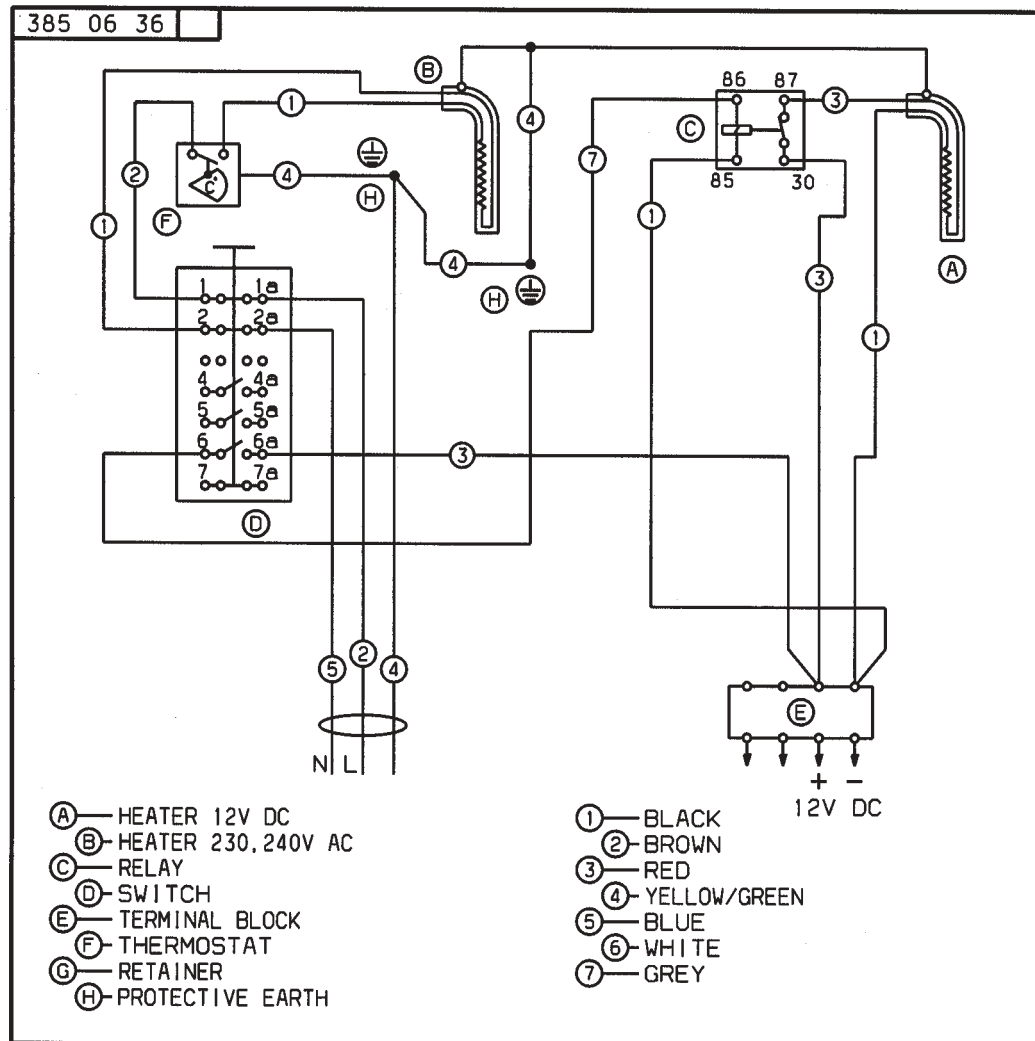 385 06 36
B
86 87
1
3
4
C
7
2
4
C°
85 30
F
H
1
1
4
A
3
H
1 1a
2 2a
1
4 4a
5 5a
6 6a
3
7 7a
D
5 2 4
E
N L
+ -
12V DC
A HEATER 12V DC
B HEATER 230,240V AC
C RELAY
D SWITCH
E TERMINAL BLOCK
F THERMOSTAT
G RETAINER
H PROTECTIVE EARTH
1 BLACK
2 BROWN
3 RED
4 YELLOW/GREEN
5 BLUE
6 WHITE
7 GREY